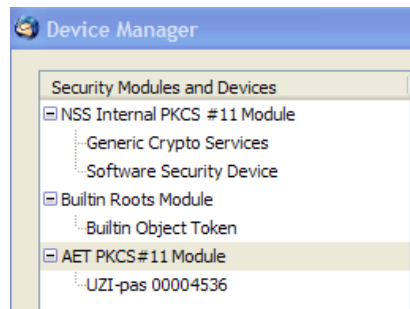 Device Manager
Security Modules and Devices
NSS Internal PKCS #11 Module
Generic Crypto Services
Software Security Device
Builtin Roots Module
Builtin Object Token
AET PKCS#11 Module
UZI-pas 00004536